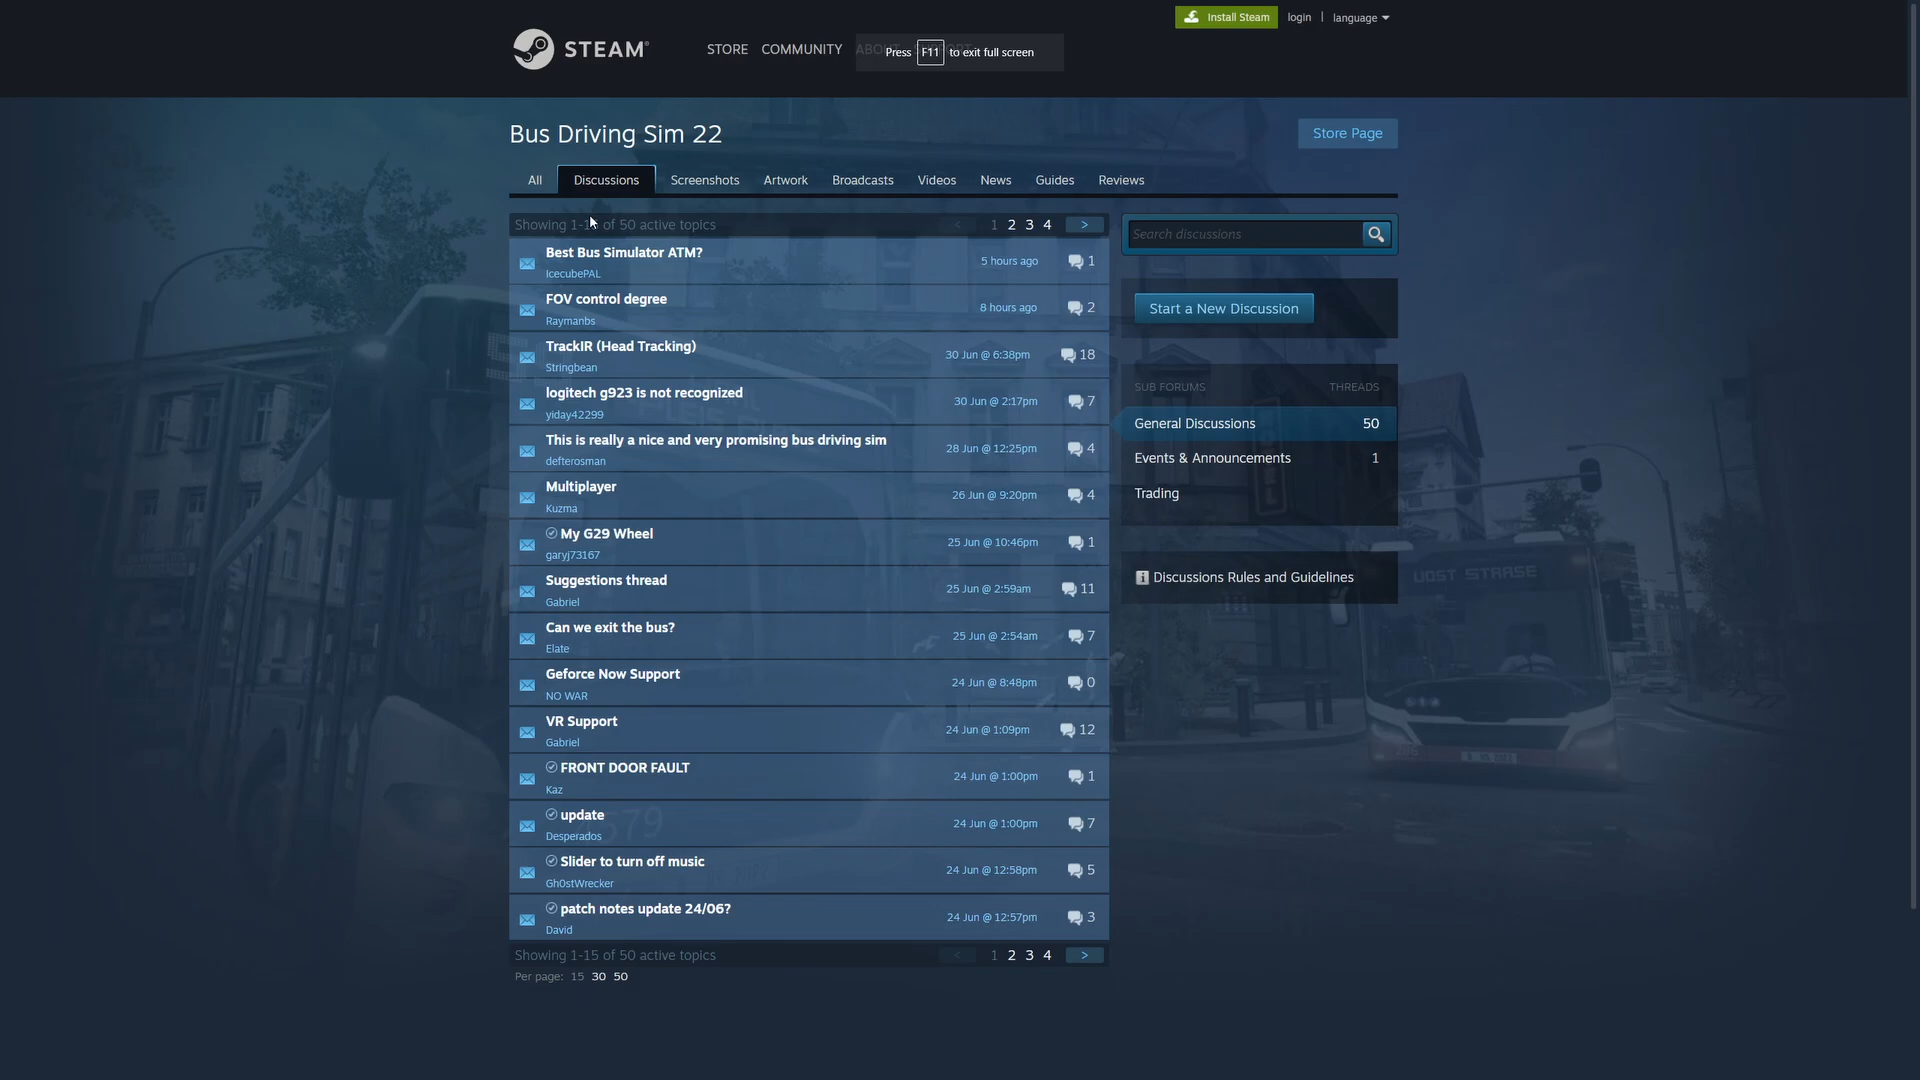 Install Steam
login
language
STEAM®
STORE
COMMUNITY
Press F11 to exit full screen
Bus Driving Sim 22
Store Page
All
Discussions
Screenshots
Artwork
Broadcasts
Videos
News
Guides
Reviews
Showing 1-15 of 50 active topics
< 1 2 3 4 >
Best Bus Simulator ATM?
IcecubePAL
5 hours ago
1
FOV control degree
Raymanbs
8 hours ago
2
TrackIR (Head Tracking)
Stringbean
30 Jun @ 6:38pm
18
logitech g923 is not recognized
yiday42299
30 Jun @ 2:17pm
7
This is really a nice and very promising bus driving sim
defterosman
28 Jun @ 12:25pm
4
Multiplayer
Kuzma
26 Jun @ 9:20pm
4
My G29 Wheel
garyj73167
25 Jun @ 10:46pm
1
Suggestions thread
Gabriel
25 Jun @ 2:59am
11
Can we exit the bus?
Elate
25 Jun @ 2:54am
7
Geforce Now Support
NO WAR
24 Jun @ 8:48pm
0
VR Support
Gabriel
24 Jun @ 1:09pm
12
FRONT DOOR FAULT
Kaz
24 Jun @ 1:00pm
1
update
Desperados
24 Jun @ 1:00pm
7
Slider to turn off music
Gh0stWrecker
24 Jun @ 12:58pm
5
patch notes update 24/06?
David
24 Jun @ 12:57pm
3
Showing 1-15 of 50 active topics
< 1 2 3 4 >
Per page: 15 30 50
Search discussions
Start a New Discussion
SUB FORUMS
THREADS
General Discussions
50
Events & Announcements
1
Trading
Discussions Rules and Guidelines